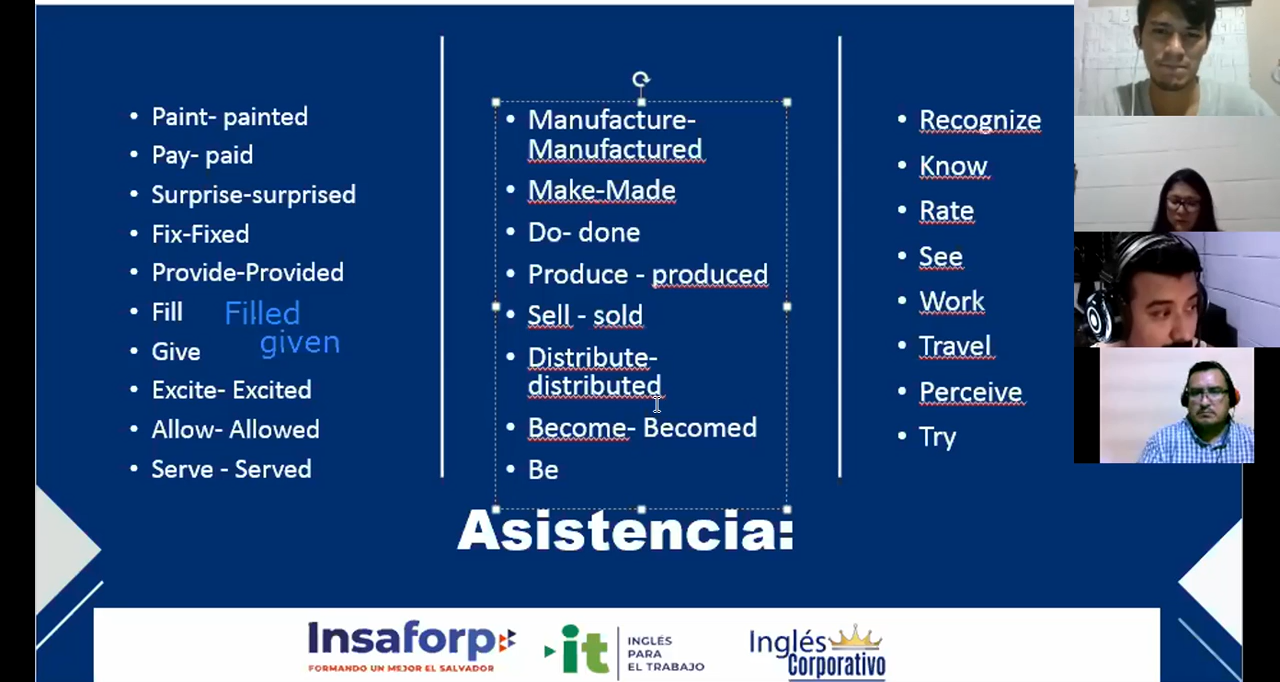 Paint- painted
Pay- paid
Surprise-surprised
Fix-Fixed
Provide-Provided
Fill Filled
Give given
Excite- Excited
Allow- Allowed
Serve - Served
Manufacture-
Manufactured
Make-Made
Do- done
Produce - produced
Sell - sold
Distribute-
distributed
Become- Becomed
Be
Recognize
Know
Rate
See
Work
Travel
Perceive
Try
Asistencia:
Insaforp
FORMANDO UN MEJOR EL SALVADOR
it
INGLÉS
PARA
EL TRABAJO
Inglés
Corporativo